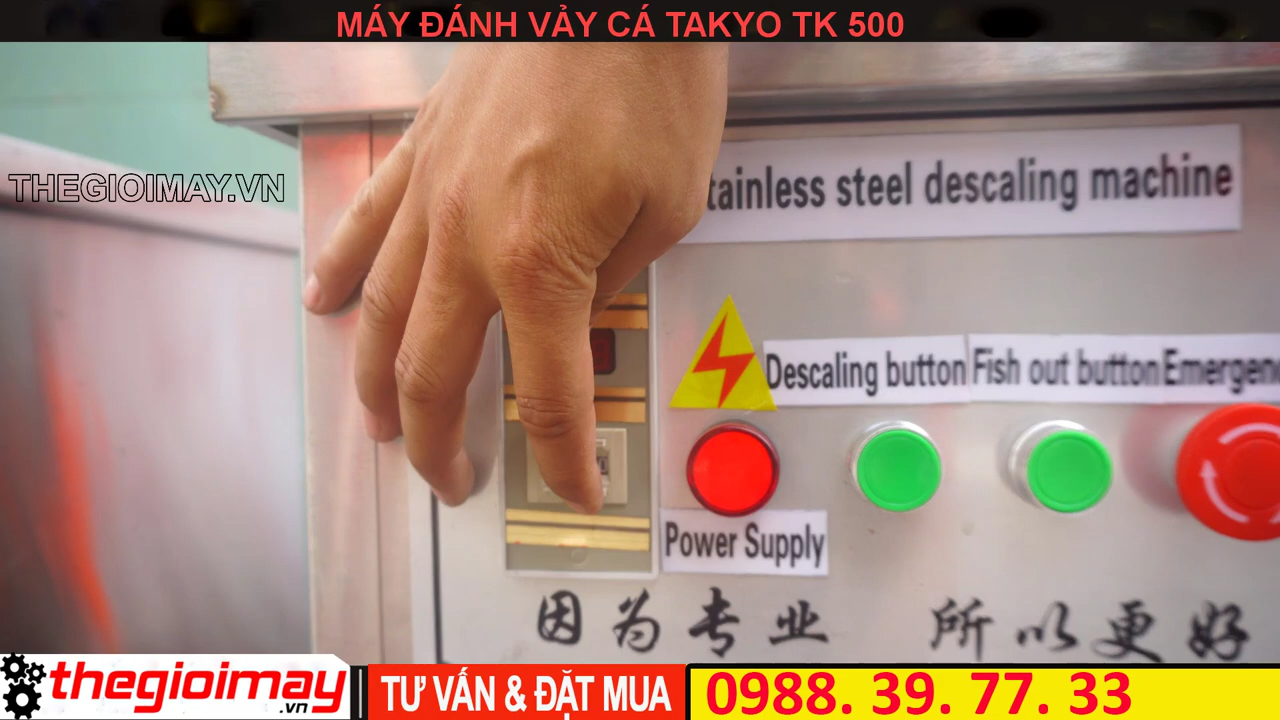 MÁY ĐÁNH VẢY CÁ TAKYO TK 500
THEGIOIMAY.VN
tainless steel descaling machine
Descaling button Fish out button Emergen
Power Supply
因为专业 所以更好
thegioimay.vn
TƯ VẤN & ĐẶT MUA
0988. 39. 77. 33